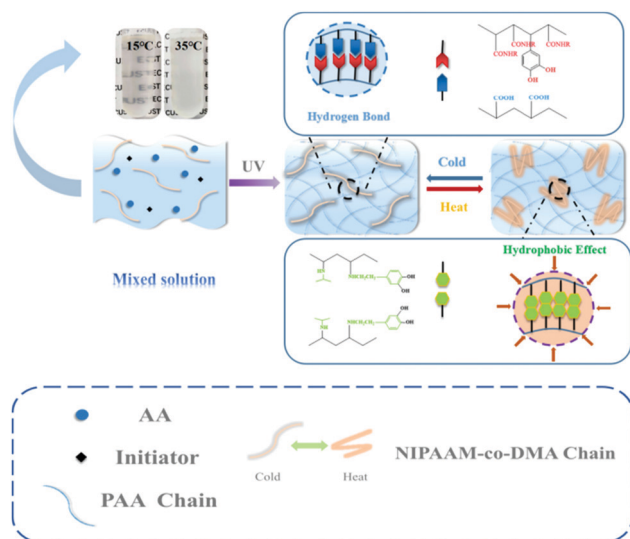 15℃ 35℃
CONHR CONHR
CONHR
HO
OH
Hydrogen Bond
COOH COOH
UV
Cold
Heat
Mixed solution
Hydrophobic Effect
NHCH₂CH₂ OH
OH
OH
NHCH₂CH₂ OH
AA
Initiator
PAA Chain
Cold Heat
NIPAAM-co-DMA Chain